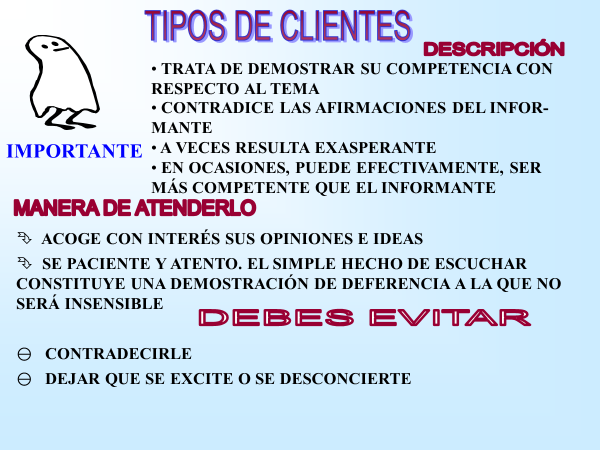 TIPOS DE CLIENTES
DESCRIPCIÓN
• TRATA DE DEMOSTRAR SU COMPETENCIA CON
RESPECTO AL TEMA
• CONTRADICE LAS AFIRMACIONES DEL INFOR-
MANTE
• A VECES RESULTA EXASPERANTE
• EN OCASIONES, PUEDE EFECTIVAMENTE, SER
MÁS COMPETENTE QUE EL INFORMANTE
IMPORTANTE
MANERA DE ATENDERLO
ACOGE CON INTERÉS SUS OPINIONES E IDEAS
SE PACIENTE Y ATENTO. EL SIMPLE HECHO DE ESCUCHAR
CONSTITUYE UNA DEMOSTRACIÓN DE DEFERENCIA A LA QUE NO
SERÁ INSENSIBLE
DEBES EVITAR
CONTRADECIRLE
DEJAR QUE SE EXCITE O SE DESCONCIERTE